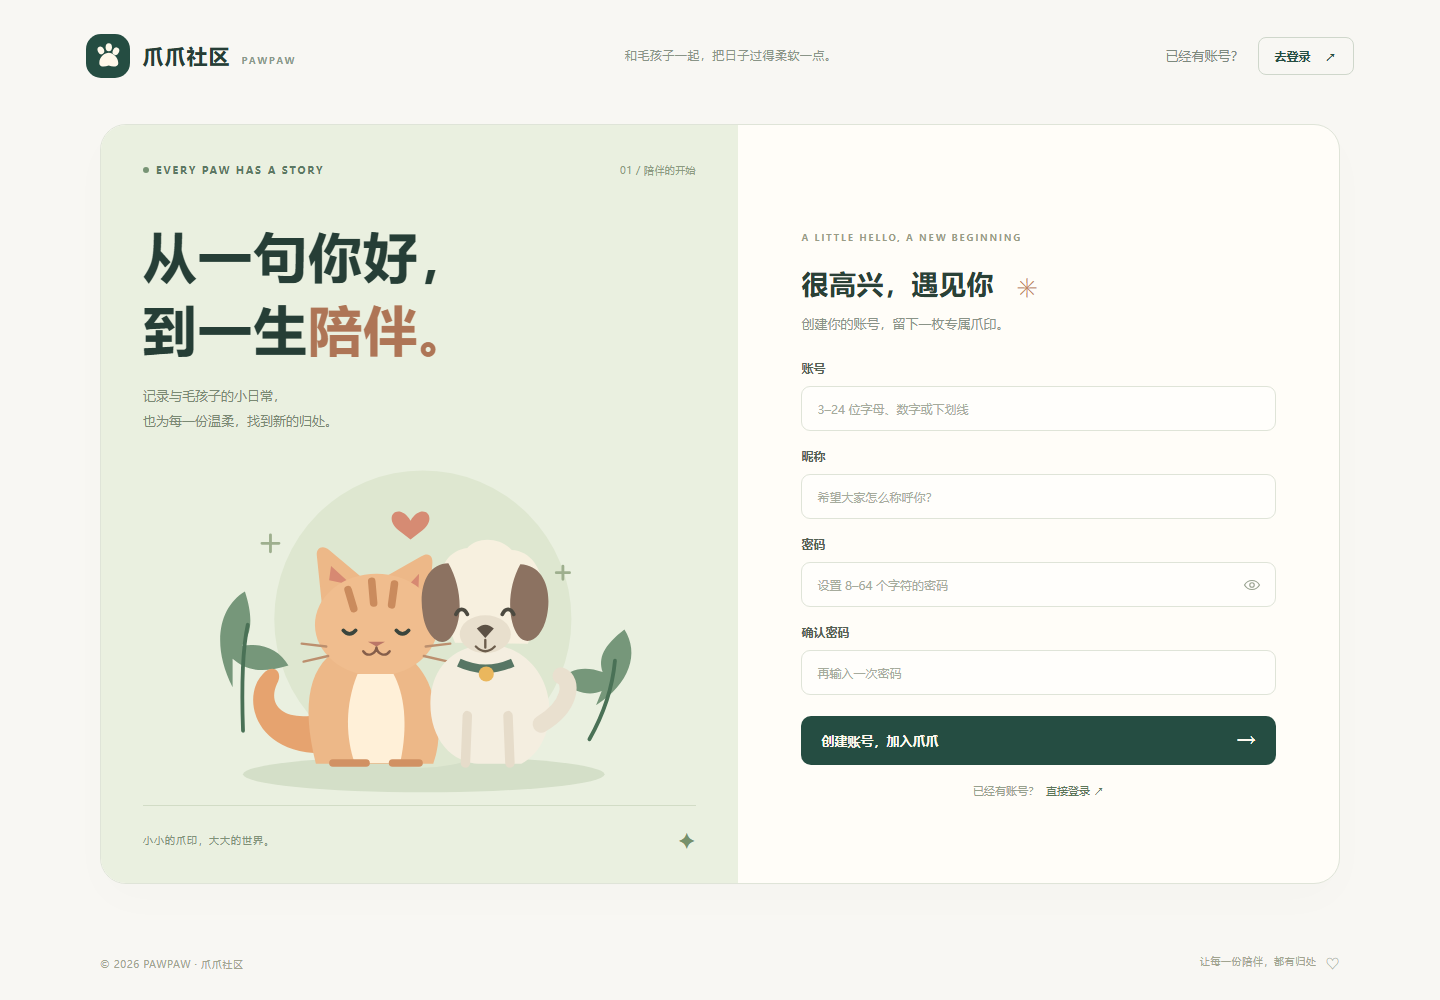 爪爪社区 PAWPAW
和毛孩子一起，把日子过得柔软一点。
已经有账号？
去登录 ↗
EVERY PAW HAS A STORY
01 / 陪伴的开始
从一句你好，
到一生陪伴。
记录与毛孩子的小日常，
也为每一份温柔，找到新的归处。
小小的爪印，大大的世界。
A LITTLE HELLO, A NEW BEGINNING
很高兴，遇见你
创建你的账号，留下一枚专属爪印。
账号
3–24 位字母、数字或下划线
昵称
希望大家怎么称呼你？
密码
设置 8–64 个字符的密码
确认密码
再输入一次密码
创建账号，加入爪爪 →
已经有账号？ 直接登录 ↗
© 2026 PAWPAW · 爪爪社区
让每一份陪伴，都有归处 ♡